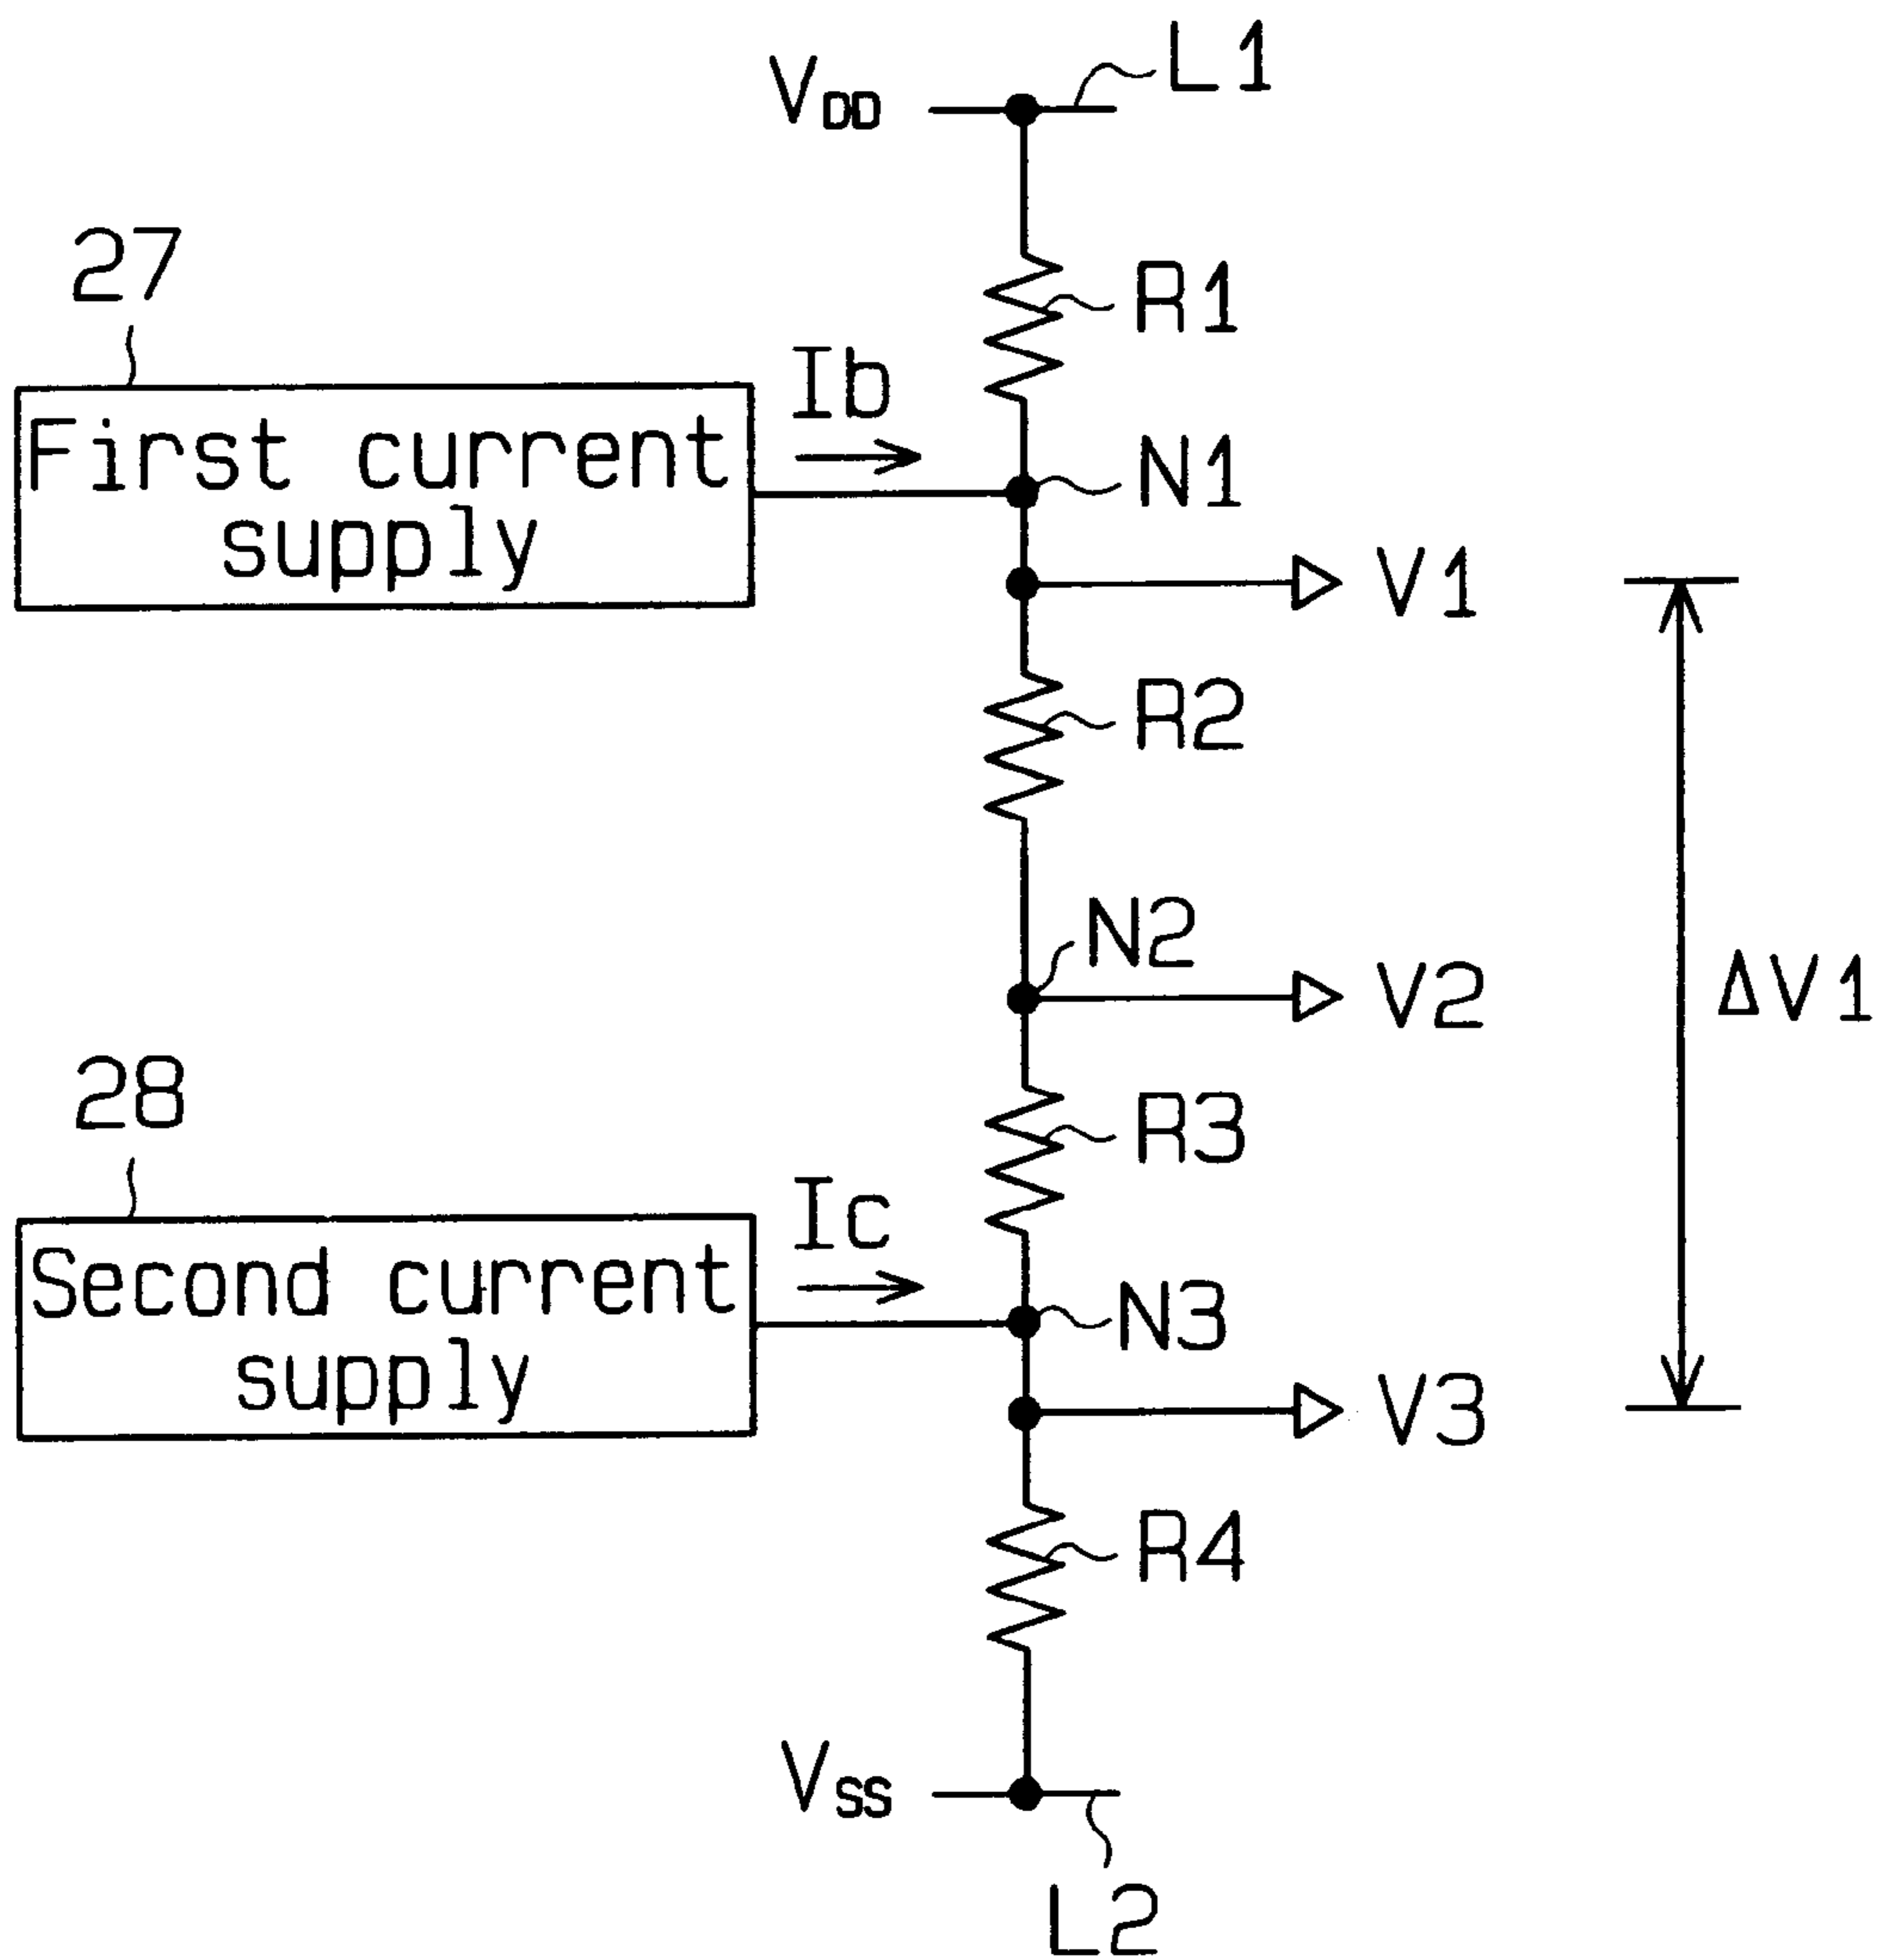 L1
VDD
27
R1
Ib
First current
supply
N1
V1
R2
N2
V2
ΔV1
28
R3
Ic
Second current
supply
N3
V3
R4
VSS
L2